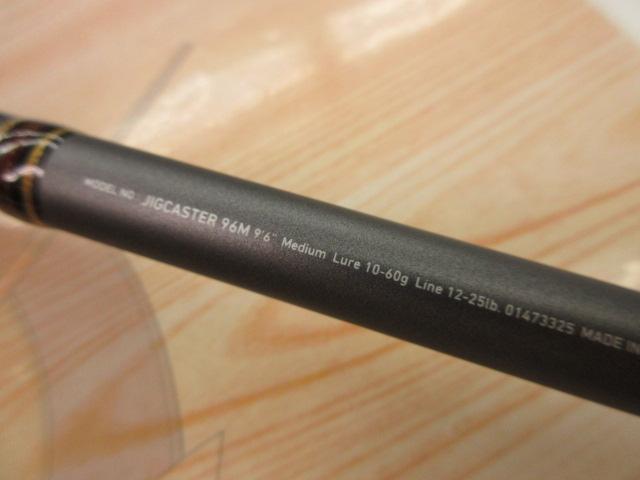 MODEL NO. JIGCASTER 96M 9'6" Medium Lure 10-60g Line 12-25lb. 01473325 MADE IN